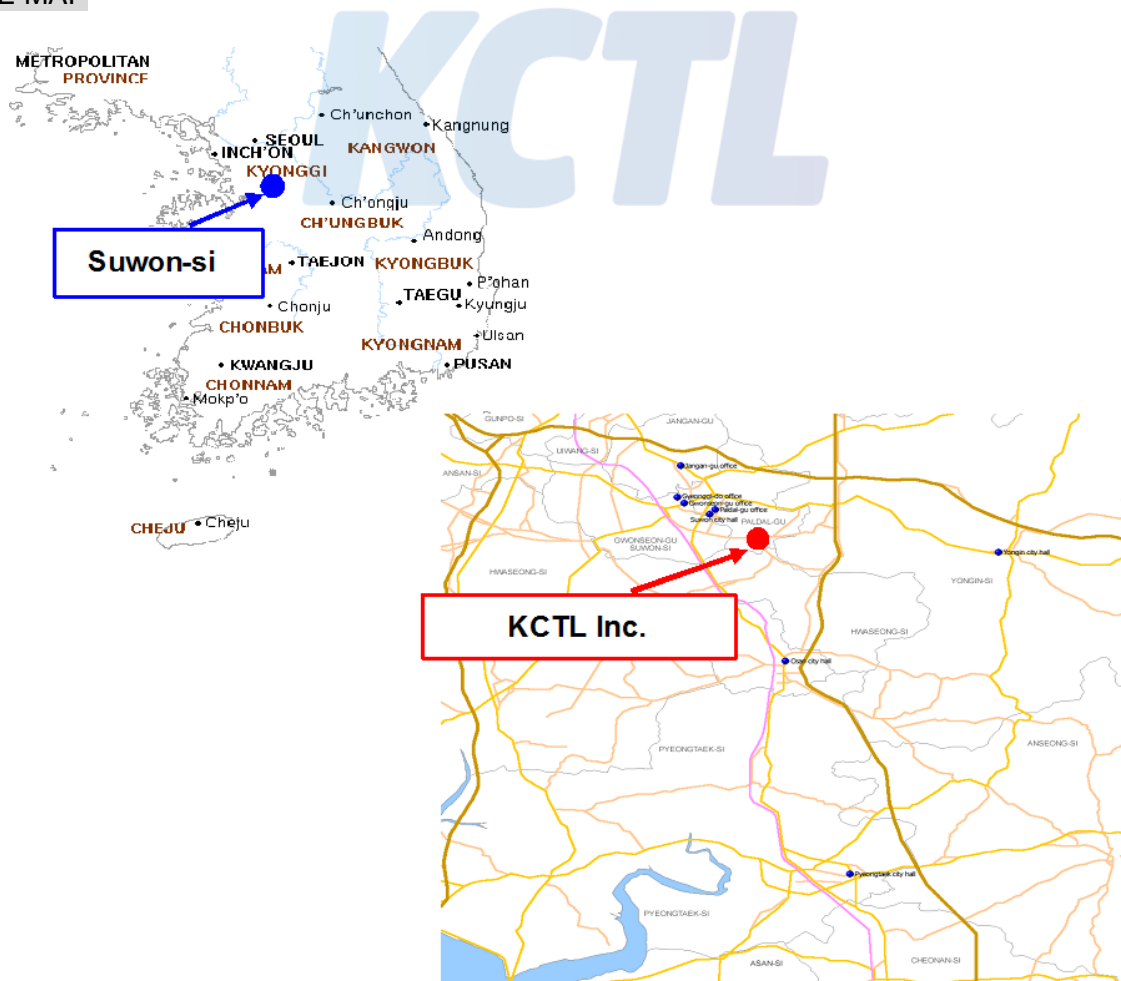 E MAP
KCTL
METROPOLITAN
PROVINCE
Ch'unchon
Kangnung
SEOUL
KANGWON
INCH'ON
KYONGGI
Ch'ongju
CH'UNGBUK
Andong
Suwon-si
AM
TAEJON
KYONGBUK
P'ohan
TAEGU
Kyungju
Chonju
CHONBUK
Ulsan
KYONGNAM
KWANGJU
PUSAN
CHONNAM
Mokp'o
CHEJU
Cheju
GUNPO-SI
JANGAN-GU
UIWANG-SI
ANSAN-SI
Jangan-gu office
Gyeonggi-do office
Gwonseon-gu office
Paldal-gu office
Suwon city hall
PALDAL-GU
GWONSEON-GU
SUWON-SI
Yongin city hall
HWASEONG-SI
YONGIN-SI
KCTL Inc.
HWASEONG-SI
Osan city hall
PYEONGTAEK-SI
ANSEONG-SI
Pyeongtaek city hall
PYEONGTAEK-SI
ASAN-SI
CHEONAN-SI